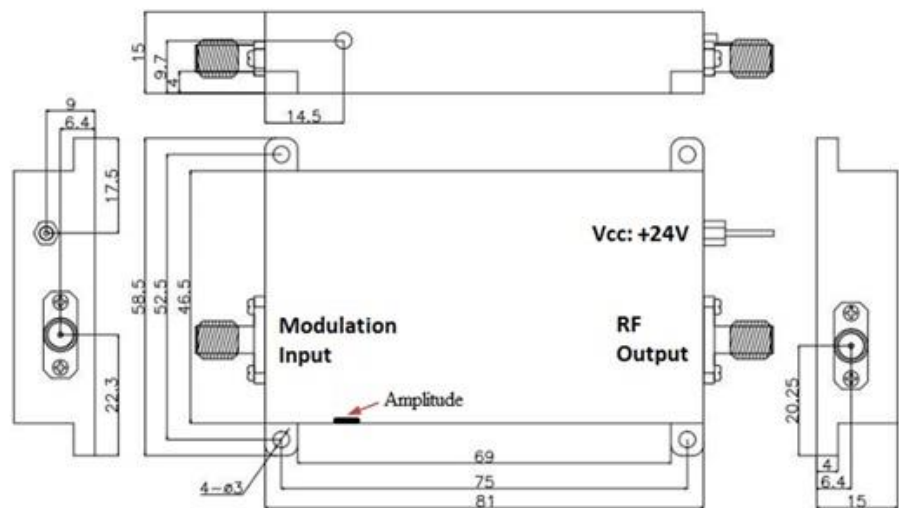 15
9.7
4
14.5
9
6.4
17.5
22.3
58.5
52.5
46.5
Vcc: +24V
Modulation
Input
RF
Output
Amplitude
4-ø3
69
75
81
20.25
4
6.4
15